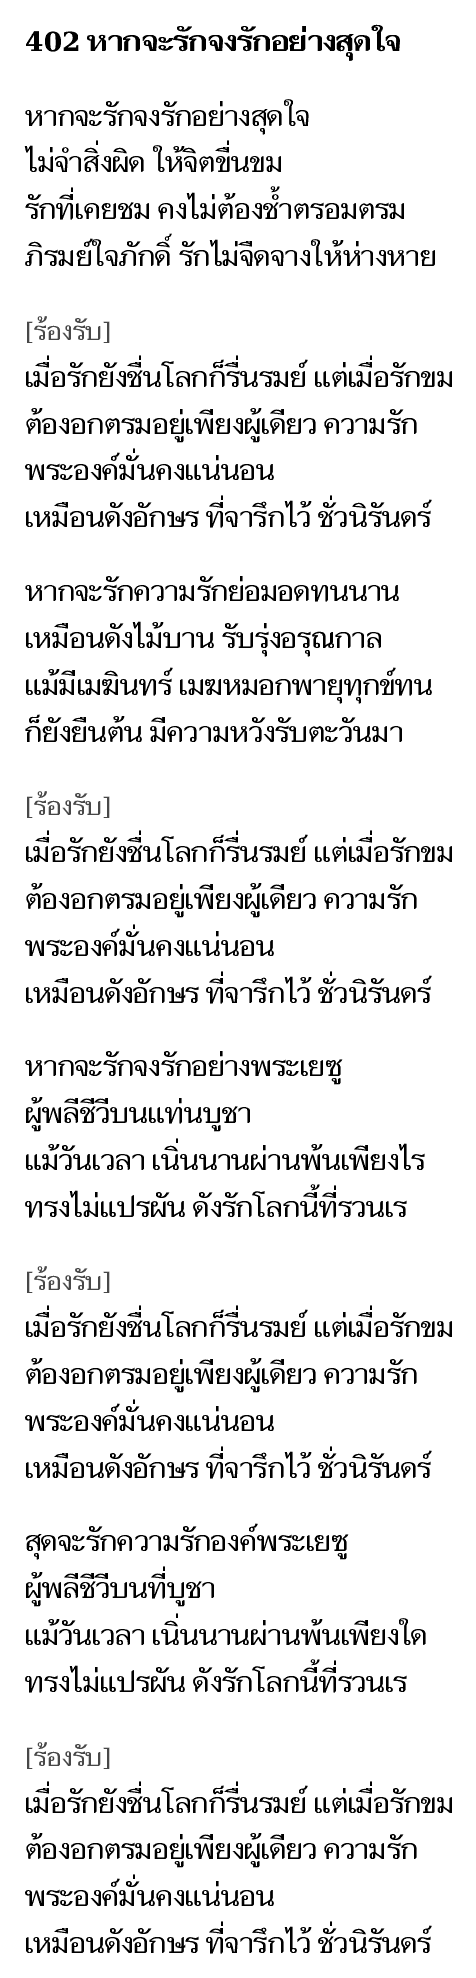 402 หากจะรักจงรักอย่างสุดใจ
หากจะรักจงรักอย่างสุดใจ
ไม่จำสิ่งผิด ให้จิตขื่นขม
รักที่เคยชม คงไม่ต้องช้ำตรอมตรม
ภิรมย์ใจภักดิ์ รักไม่จืดจางให้ห่างหาย
[ร้องรับ]
เมื่อรักยังชื่นโลกก็รื่นรมย์ แต่เมื่อรักขม
ต้องอกตรมอยู่เพียงผู้เดียว ความรัก
พระองค์มั่นคงแน่นอน
เหมือนดังอักษร ที่จารึกไว้ ชั่วนิรันดร์
หากจะรักความรักย่อมอดทนนาน
เหมือนดังไม้บาน รับรุ่งอรุณกาล
แม้มีเมฆินทร์ เมฆหมอกพายุทุกข์ทน
ก็ยังยืนต้น มีความหวังรับตะวันมา
[ร้องรับ]
เมื่อรักยังชื่นโลกก็รื่นรมย์ แต่เมื่อรักขม
ต้องอกตรมอยู่เพียงผู้เดียว ความรัก
พระองค์มั่นคงแน่นอน
เหมือนดังอักษร ที่จารึกไว้ ชั่วนิรันดร์
หากจะรักจงรักอย่างพระเยซู
ผู้พลีชีวีบนแท่นบูชา
แม้วันเวลา เนิ่นนานผ่านพ้นเพียงไร
ทรงไม่แปรผัน ดังรักโลกนี้ที่รวนเร
[ร้องรับ]
เมื่อรักยังชื่นโลกก็รื่นรมย์ แต่เมื่อรักขม
ต้องอกตรมอยู่เพียงผู้เดียว ความรัก
พระองค์มั่นคงแน่นอน
เหมือนดังอักษร ที่จารึกไว้ ชั่วนิรันดร์
สุดจะรักความรักองค์พระเยซู
ผู้พลีชีวีบนที่บูชา
แม้วันเวลา เนิ่นนานผ่านพ้นเพียงใด
ทรงไม่แปรผัน ดังรักโลกนี้ที่รวนเร
[ร้องรับ]
เมื่อรักยังชื่นโลกก็รื่นรมย์ แต่เมื่อรักขม
ต้องอกตรมอยู่เพียงผู้เดียว ความรัก
พระองค์มั่นคงแน่นอน
เหมือนดังอักษร ที่จารึกไว้ ชั่วนิรันดร์